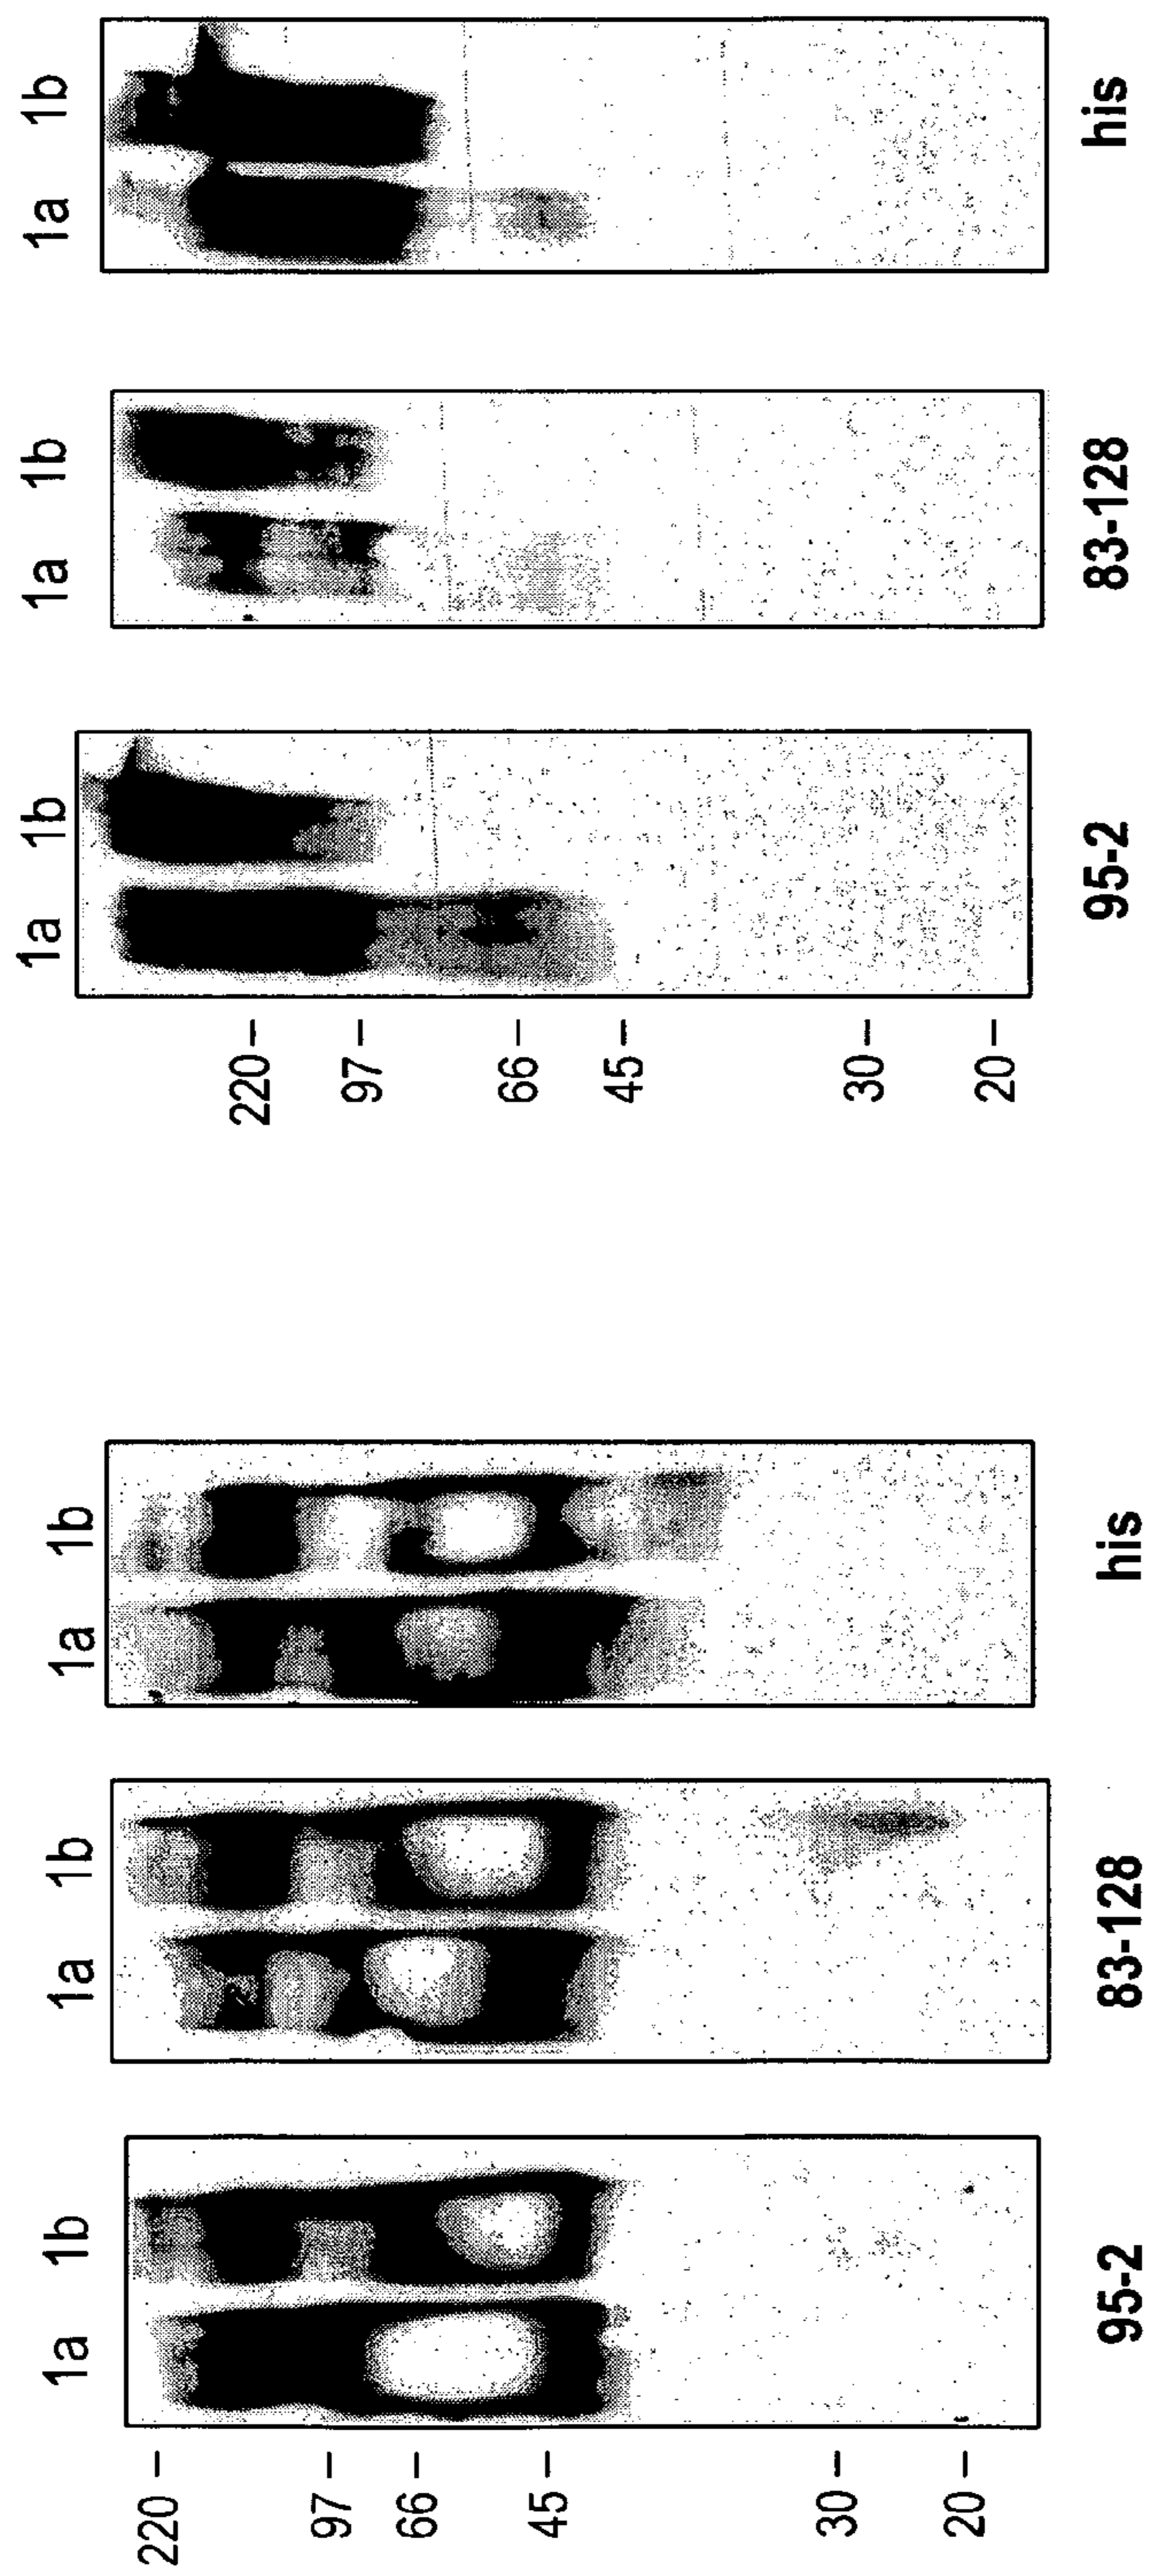 220 –
97 –
66 –
45 –
30 –
20 –
1a 1b
95-2
1a 1b
83-128
1a 1b
his
220 –
97 –
66 –
45 –
30 –
20 –
1a 1b
95-2
1a 1b
83-128
1a 1b
his